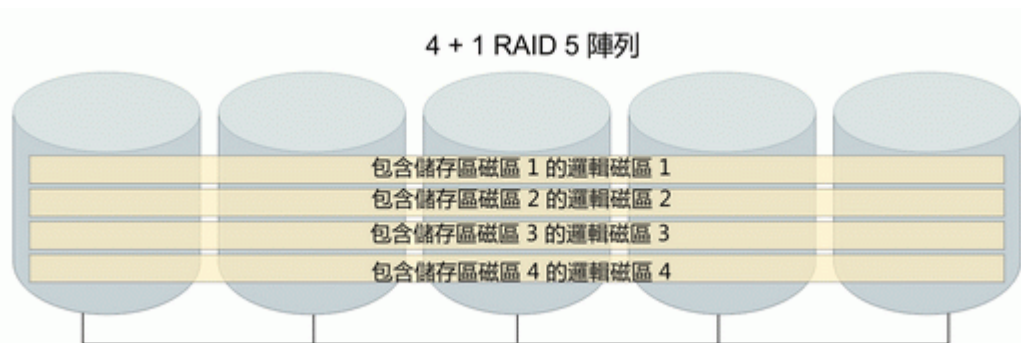 4 + 1 RAID 5 陣列
包含儲存區磁區 1 的邏輯磁區 1
包含儲存區磁區 2 的邏輯磁區 2
包含儲存區磁區 3 的邏輯磁區 3
包含儲存區磁區 4 的邏輯磁區 4